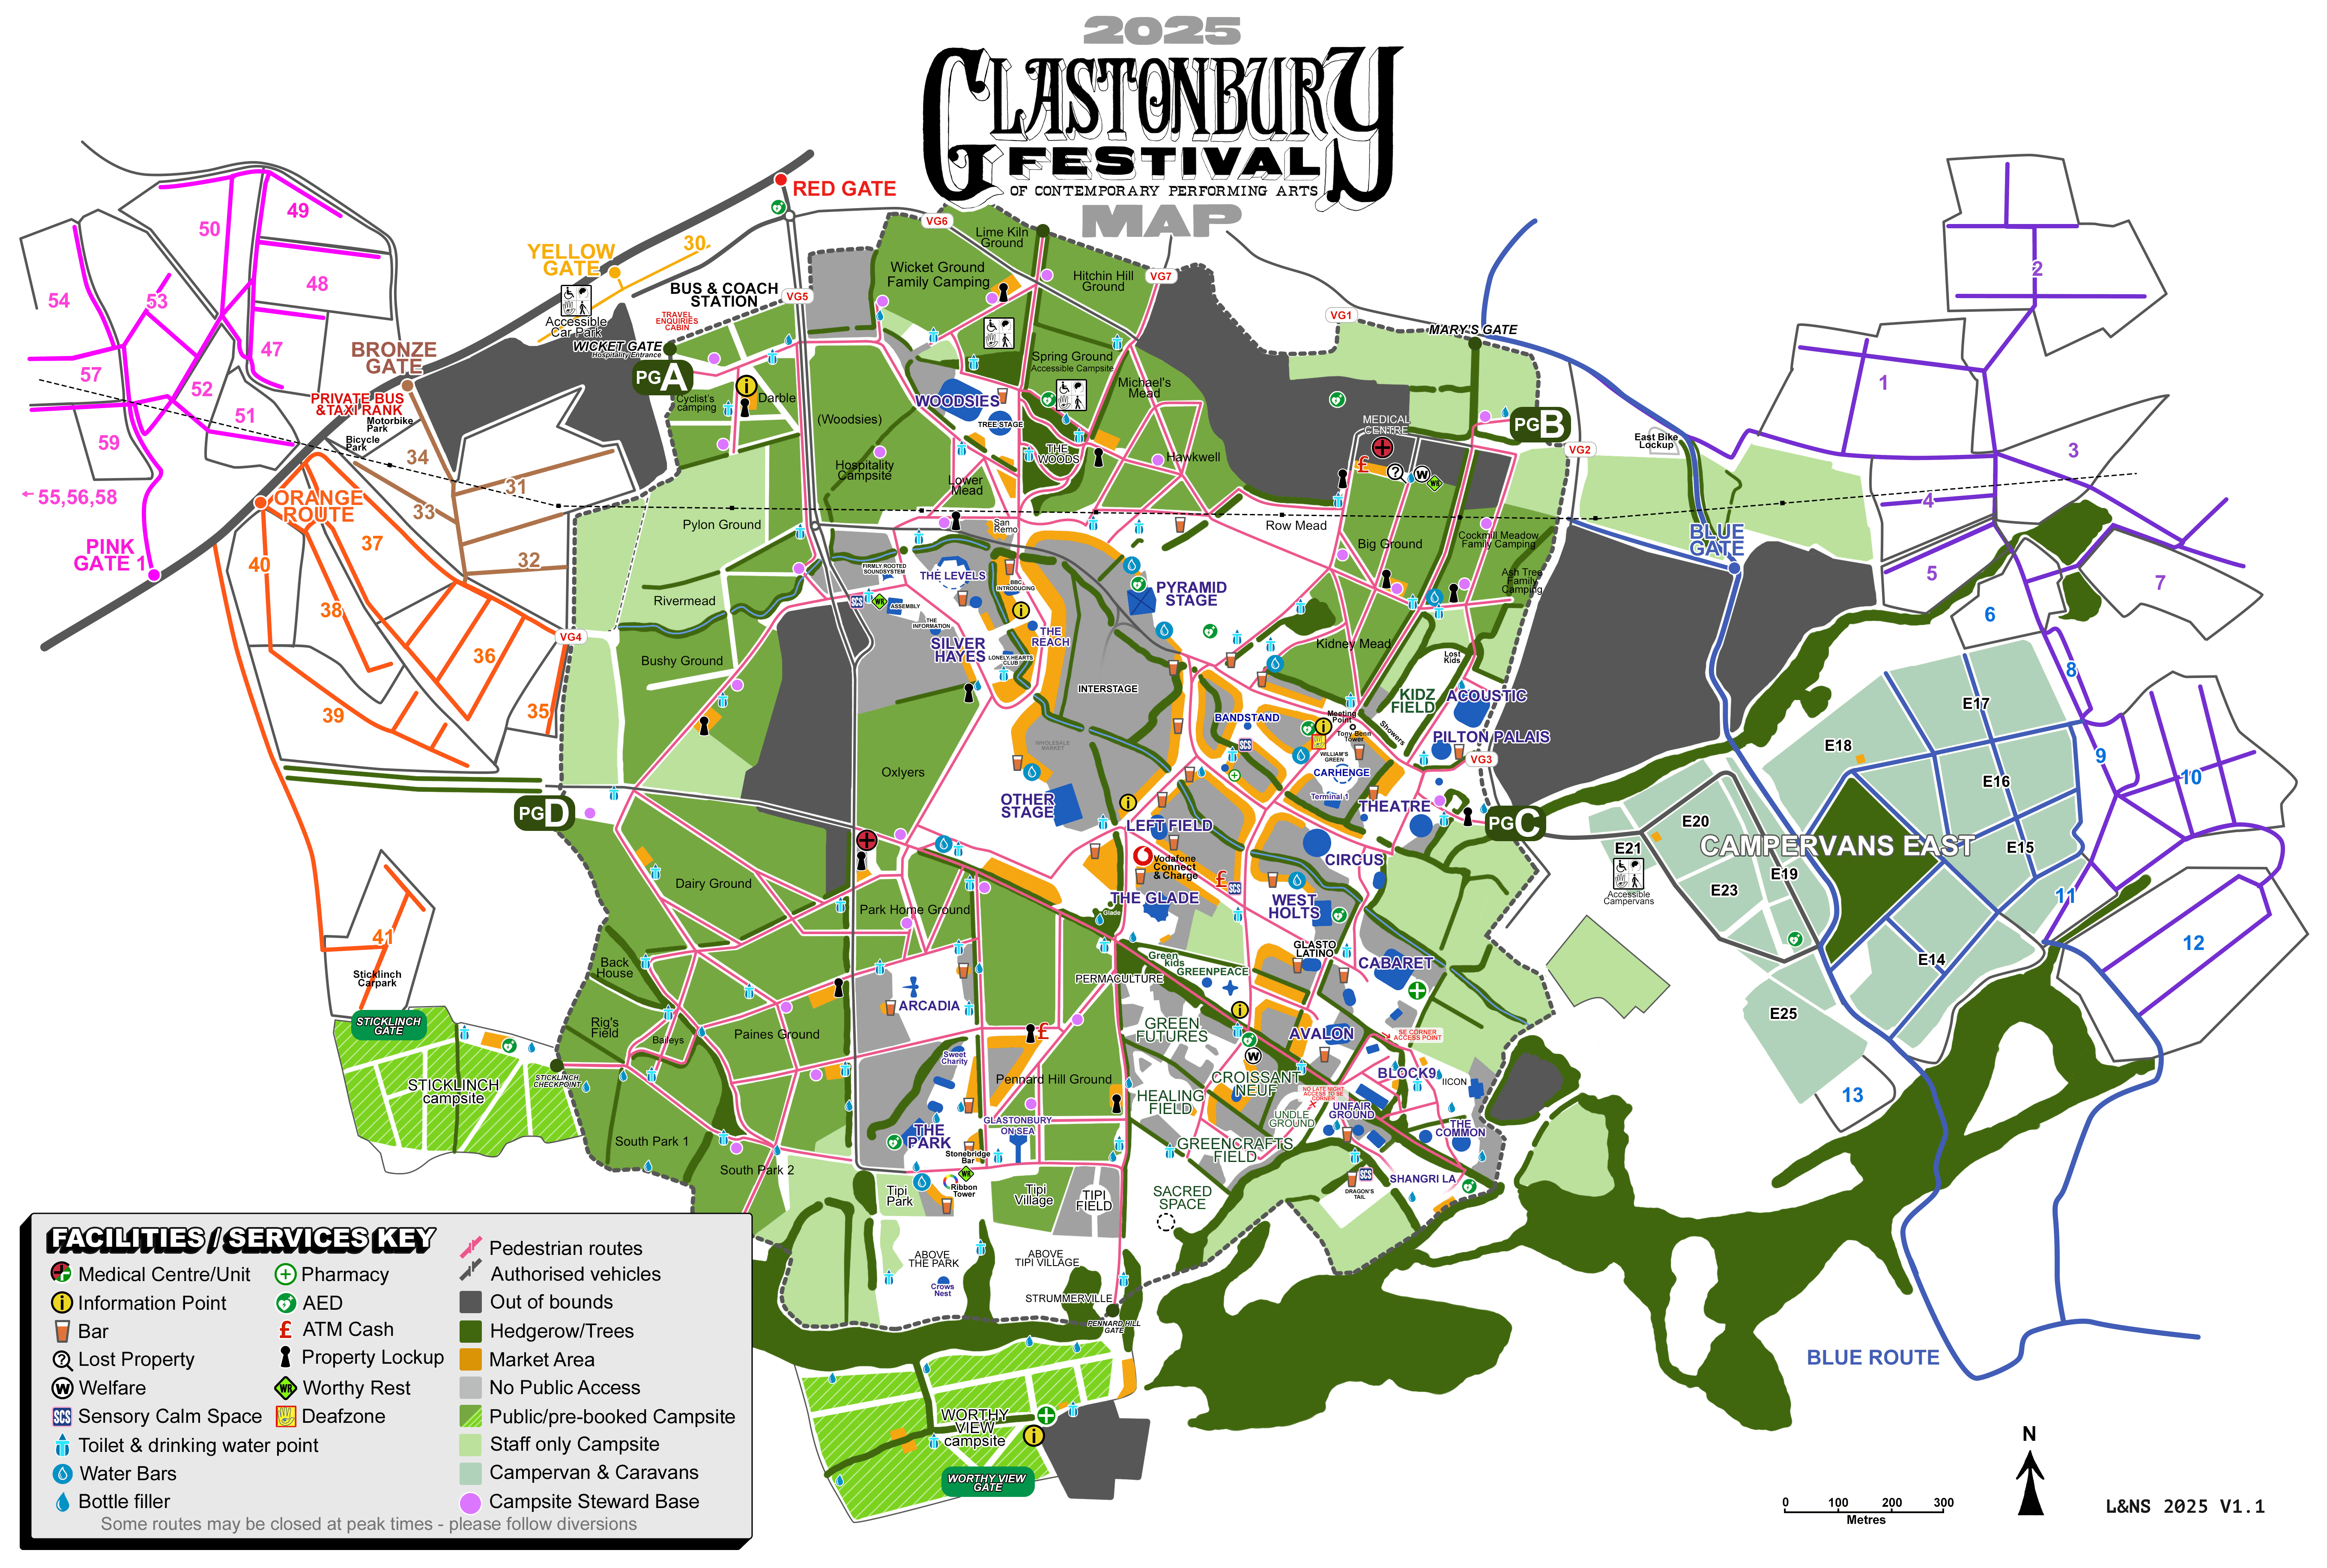 2025
GLASTONBURY
FESTIVAL
OF CONTEMPORARY PERFORMING ARTS
MAP
RED GATE
YELLOW
GATE
30
Accessible
Car Park
BUS & COACH
STATION
TRAVEL
ENQUIRIES
CABIN
WICKET GATE
Hospitality Entrance
PGA
BRONZE
GATE
PRIVATE BUS
& TAXI RANK
Motorbike
Park
Bicycle
Park
49
50
48
54
53
47
57
52
51
59
←55,56,58
PINK
GATE 1
ORANGE
ROUTE
34
31
33
32
37
40
38
36
39
35
41
Sticklinch
Carpark
STICKLINCH
GATE
STICKLINCH
campsite
STICKLINCH
CHECKPOINT
VG6
VG5
VG7
VG1
VG2
VG3
VG4
Lime Kiln
Ground
Wicket Ground
Family Camping
Hitchin Hill
Ground
Spring Ground
Accessible Campsite
Michael's
Mead
Cyclist's
camping
Darble
(Woodsies)
Hospitality
Campsite
WOODSIES
TREE STAGE
THE
WOODS
Lower
Mead
Hawkwell
San
Remo
Pylon Ground
Rivermead
Bushy Ground
Row Mead
MARY'S GATE
MEDICAL
CENTRE
PGB
Big Ground
Cockmill Meadow
Family Camping
Ash Tree
Family
Camping
Kidney Mead
East Bike
Lockup
BLUE
GATE
2
1
3
4
5
7
6
8
9
10
11
12
13
FIRMLY ROOTED
SOUNDSYSTEM
THE LEVELS
BBC
INTRODUCING
ASSEMBLY
THE
INFORMATION
SILVER
HAYES
LONELY HEARTS
CLUB
THE
REACH
PYRAMID
STAGE
INTERSTAGE
WHOLESALE
MARKET
Oxlyers
OTHER
STAGE
BANDSTAND
Meeting
Point
Tony Benn
Tower
WILLIAM'S
GREEN
CARHENGE
Terminal 1
Showers
Lost
Kids
KIDZ
FIELD
ACOUSTIC
PILTON PALAIS
THEATRE
PGC
LEFT FIELD
Vodafone
Connect
& Charge
THE GLADE
Glade
CIRCUS
WEST
HOLTS
GLASTO
LATINO
CABARET
PGD
Dairy Ground
Park Home Ground
Back
House
Rig's
Field
Baileys
Paines Ground
South Park 1
South Park 2
ARCADIA
Sweet
Charity
Pennard Hill Ground
THE
PARK
GLASTONBURY
ON SEA
Stonebridge
Bar
Ribbon
Tower
Tipi
Park
Tipi
Village
TIPI
FIELD
ABOVE
THE PARK
Crows
Nest
ABOVE
TIPI VILLAGE
STRUMMERVILLE
PENNARD HILL
GATE
PERMACULTURE
Green
kids
GREENPEACE
GREEN
FUTURES
HEALING
FIELD
CROISSANT
NEUF
GREENCRAFTS
FIELD
SACRED
SPACE
UNDLE
GROUND
AVALON
SE CORNER
ACCESS POINT
NO LATE NIGHT
ACCESS TO SE
CORNER
BLOCK9
IICON
UNFAIR
GROUND
THE
COMMON
SHANGRI LA
DRAGON'S
TAIL
E17
E18
E16
E15
E20
E21
E23
E19
E14
E25
CAMPERVANS EAST
Accessible
Campervans
BLUE ROUTE
WORTHY
VIEW
campsite
WORTHY VIEW
GATE
FACILITIES / SERVICES KEY
Medical Centre/Unit
Information Point
Bar
Lost Property
Welfare
SCS Sensory Calm Space
Toilet & drinking water point
Water Bars
Bottle filler
Pharmacy
AED
£ ATM Cash
Property Lockup
WR Worthy Rest
Deafzone
Pedestrian routes
Authorised vehicles
Out of bounds
Hedgerow/Trees
Market Area
No Public Access
Public/pre-booked Campsite
Staff only Campsite
Campervan & Caravans
Campsite Steward Base
Some routes may be closed at peak times - please follow diversions
N
0 100 200 300
Metres
L&NS 2025 V1.1